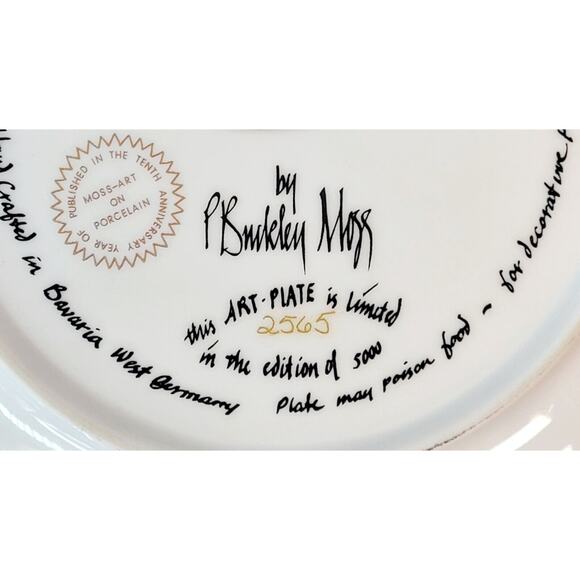 PUBLISHED IN THE TENTH ANNIVERSARY YEAR OF
MOSS-ART
ON
PORCELAIN
by
P Buckley Moss
this ART-PLATE is limited
2565
in the edition of 5000
Crafted in Bavaria West Germany
Plate may poison food - for decorative